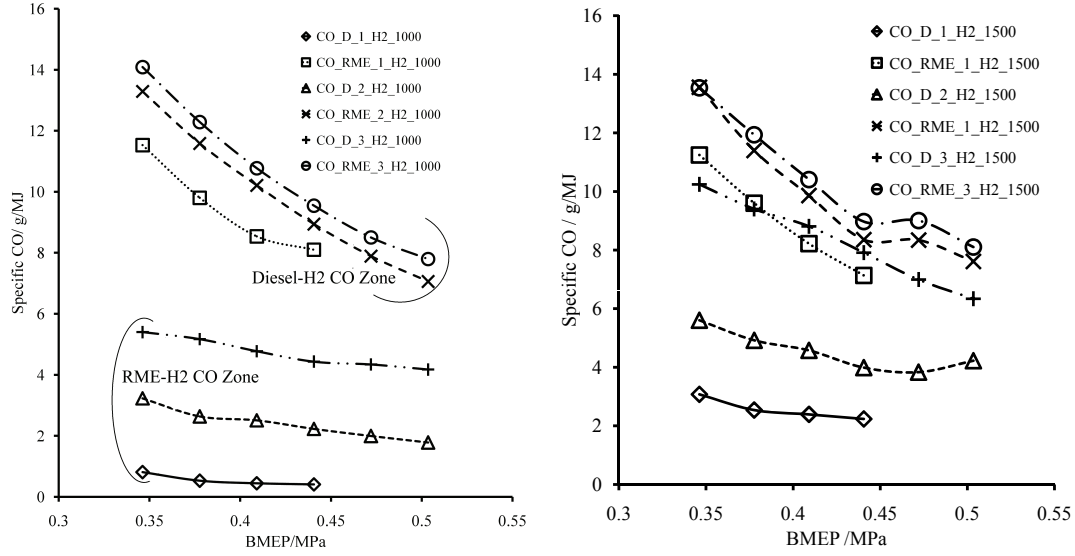 16
14
12
10
8
6
4
2
0
Specific CO/ g/MJ
CO_D_1_H2_1000
CO_RME_1_H2_1000
CO_D_2_H2_1000
CO_RME_2_H2_1000
CO_D_3_H2_1000
CO_RME_3_H2_1000
Diesel-H2 CO Zone
RME-H2 CO Zone
0.3
0.35
0.4
0.45
0.5
0.55
BMEP/MPa
16
14
12
10
8
6
4
2
0
Specific CO / g/MJ
CO_D_1_H2_1500
CO_RME_1_H2_1500
CO_D_2_H2_1500
CO_RME_1_H2_1500
CO_D_3_H2_1500
CO_RME_3_H2_1500
0.3
0.35
0.4
0.45
0.5
0.55
BMEP /MPa